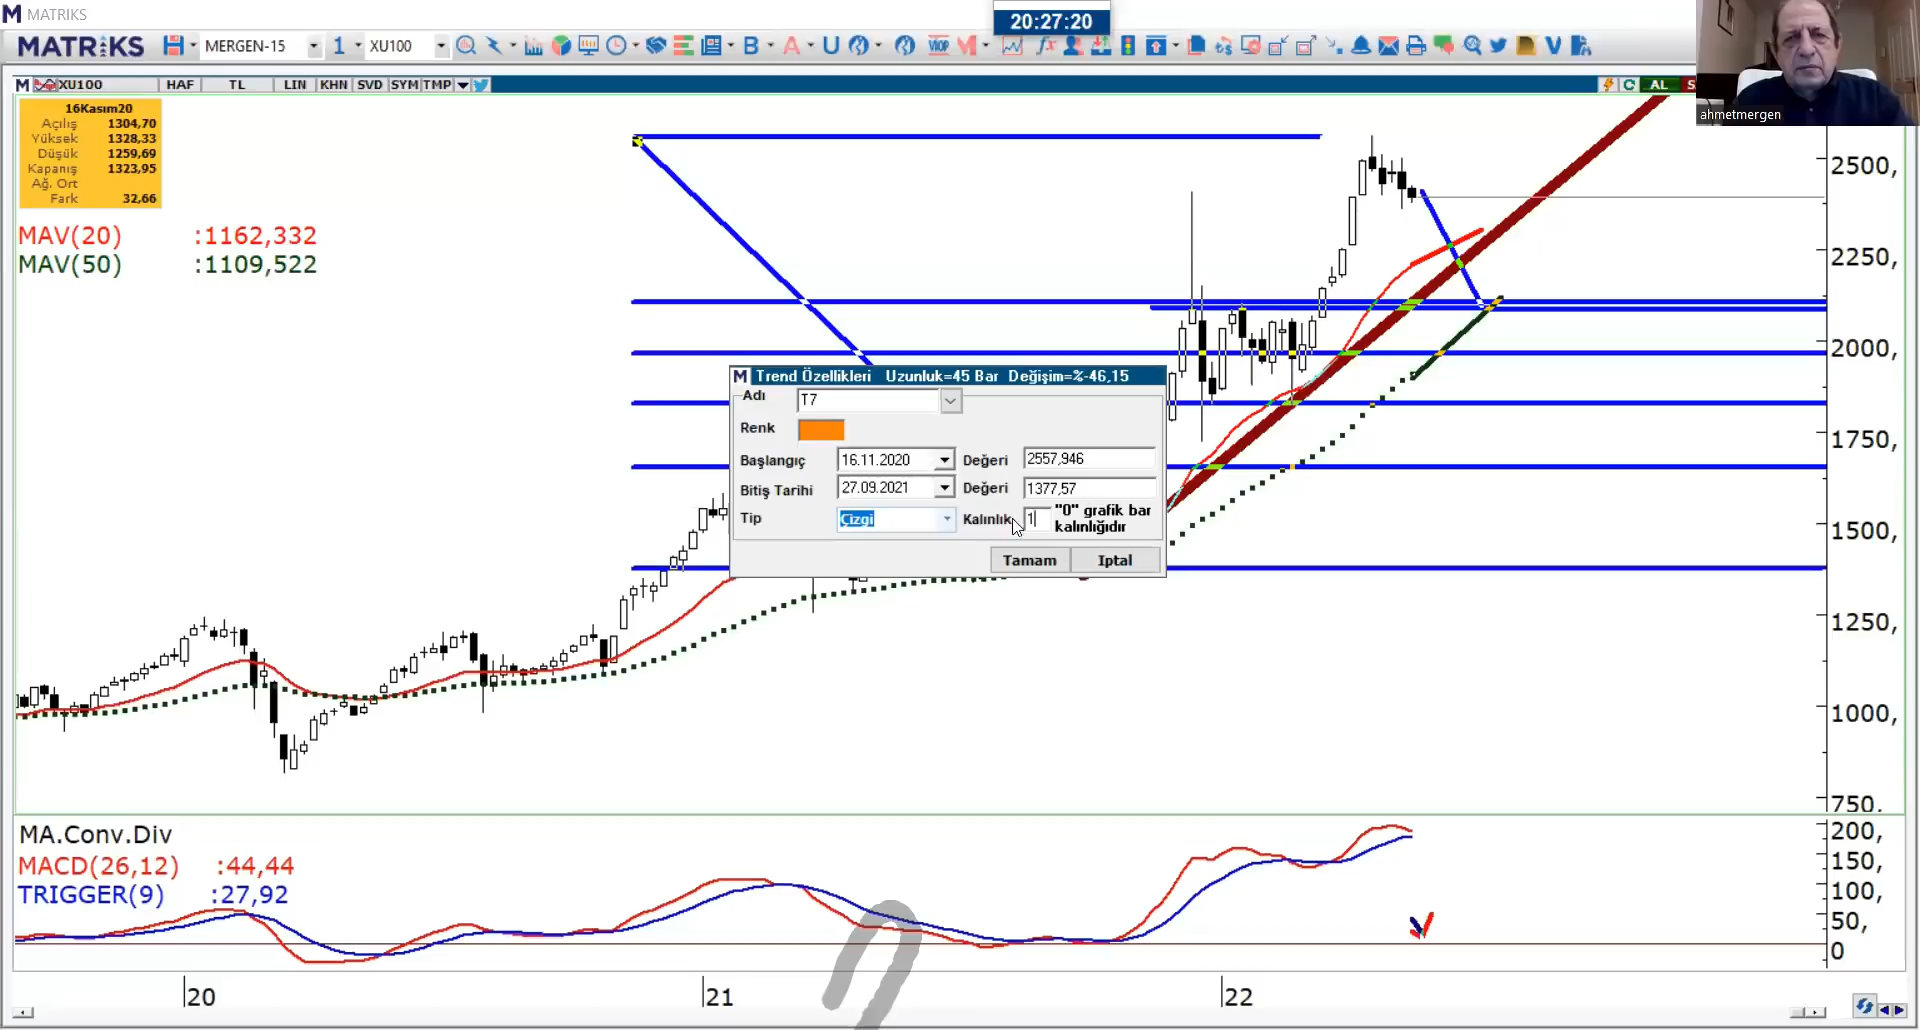 MATRIKS
20:27:20
MATRIKS MERGEN-15 1 XU100 B A U VIOP M fx V
ahmetmergen
XU100 HAF TL LIN KHN SVD SYM TMP AL S
16Kasım20
Açılış 1304,70
Yüksek 1328,33
Düşük 1259,69
Kapanış 1323,95
Ağ. Ort
Fark 32,66
MAV(20) :1162,332
MAV(50) :1109,522
2500,
2250,
2000,
1750,
1500,
1250,
1000,
750.
Trend Özellikleri Uzunluk=45 Bar Değişim=%-46,15
Adı T7
Renk
Başlangıç 16.11.2020 Değeri 2557,946
Bitiş Tarihi 27.09.2021 Değeri 1377,57
Tip Çizgi Kalınlık 1 "0" grafik bar
kalınlığıdır
Tamam Iptal
MA.Conv.Div
MACD(26,12) :44,44
TRIGGER(9) :27,92
200,
150,
100,
50,
0
20 21 22